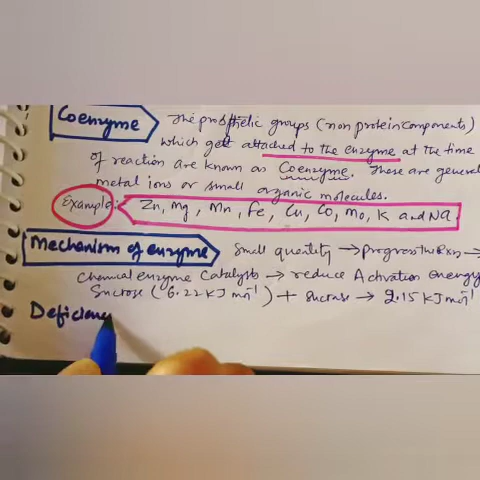 Coenzyme
The prosthetic groups (non protein components)
which get attached to the enzyme at the time
of reaction are known as Coenzyme. These are general
metal ions or small organic molecules.
Example: Zn, Mg, Mn, Fe, Cu, Co, Mo, K and Na.
Mechanism of enzyme
Small quantity → Progress the Rxn →
Chemical enzyme Catalysts → reduce Activation energy
Sucrose (6.22 KJ mol⁻¹) + Sucrase → 2.15 KJ mol⁻¹
Deficienc